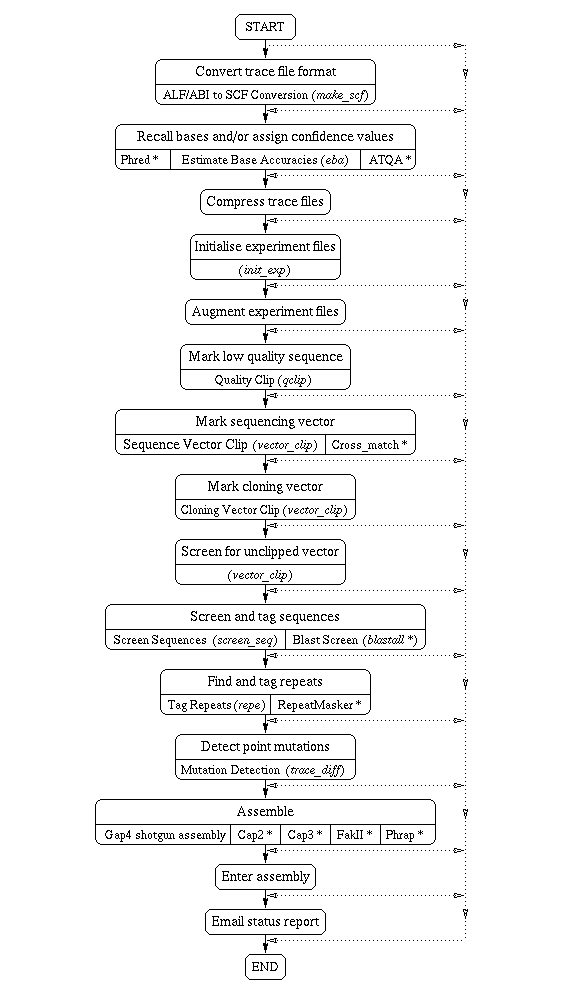 START
Convert trace file format
ALF/ABI to SCF Conversion (make_scf)
Recall bases and/or assign confidence values
Phred * Estimate Base Accuracies (eba) ATQA *
Compress trace files
Initialise experiment files
(init_exp)
Augment experiment files
Mark low quality sequence
Quality Clip (qclip)
Mark sequencing vector
Sequence Vector Clip (vector_clip) Cross_match *
Mark cloning vector
Cloning Vector Clip (vector_clip)
Screen for unclipped vector
(vector_clip)
Screen and tag sequences
Screen Sequences (screen_seq) Blast Screen (blastall *)
Find and tag repeats
Tag Repeats (repe) RepeatMasker *
Detect point mutations
Mutation Detection (trace_diff)
Assemble
Gap4 shotgun assembly Cap2 * Cap3 * FakII * Phrap *
Enter assembly
Email status report
END